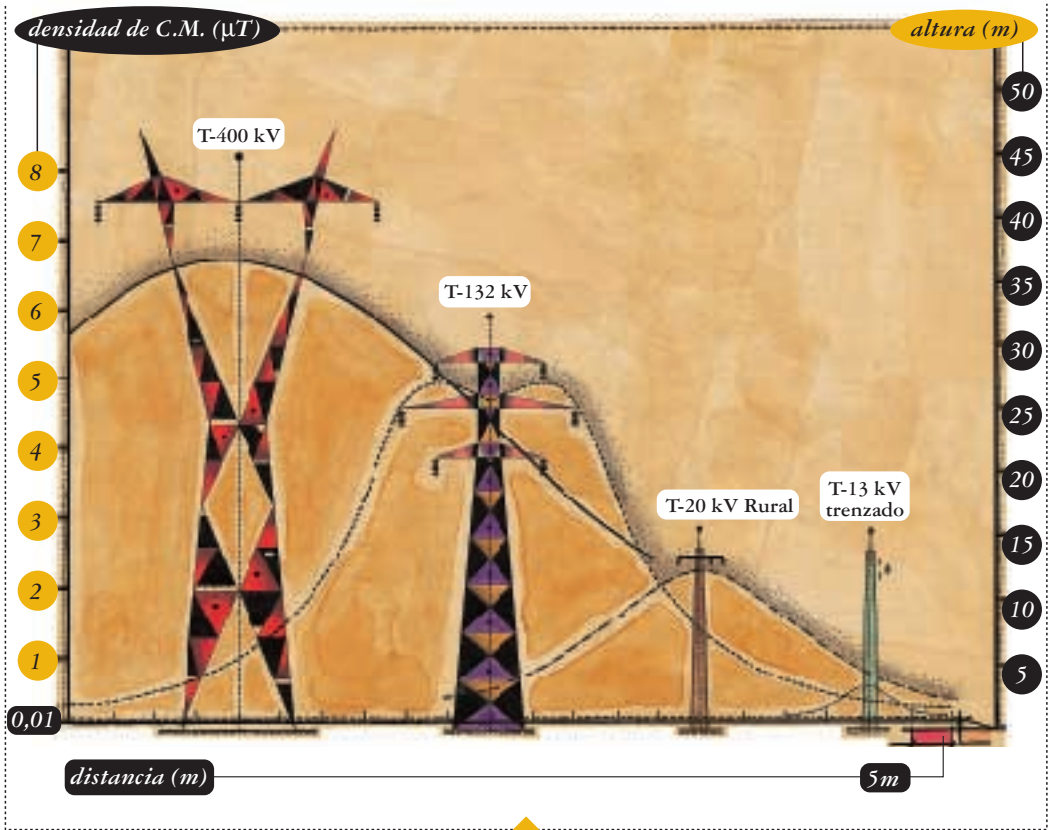 densidad de C.M. (μT)
altura (m)
50
T-400 kV
45
8
40
7
35
T-132 kV
6
30
5
25
4
20
T-20 kV Rural
T-13 kV
trenzado
3
15
2
10
1
5
0,01
distancia (m)
5m